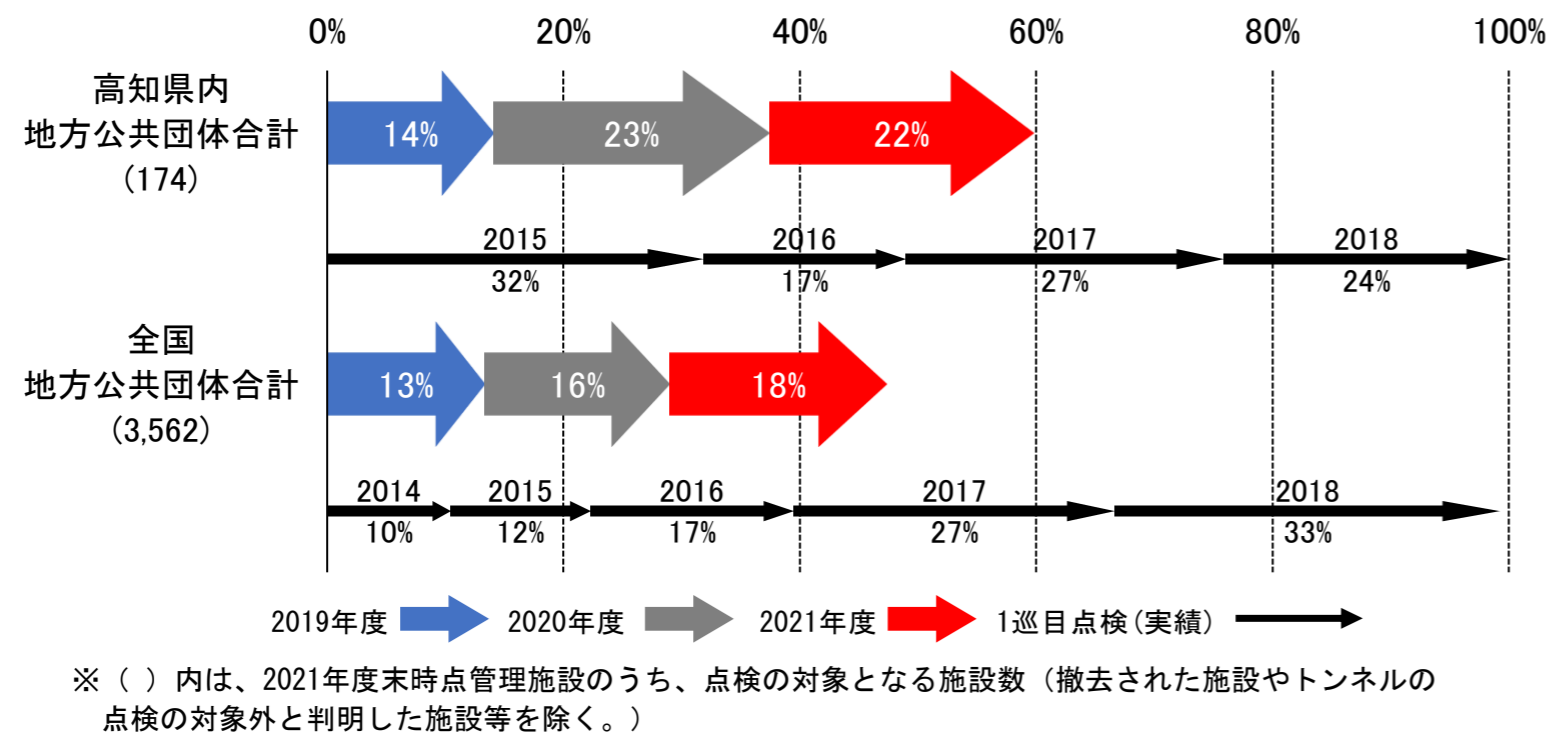 0% 20% 40% 60% 80% 100%
高知県内
地方公共団体合計
(174)
14% 23% 22%
2015 2016 2017 2018
32% 17% 27% 24%
全国
地方公共団体合計
(3,562)
13% 16% 18%
2014 2015 2016 2017 2018
10% 12% 17% 27% 33%
2019年度 2020年度 2021年度 1巡目点検(実績)
※（ ）内は、2021年度末時点管理施設のうち、点検の対象となる施設数（撤去された施設やトンネルの
点検の対象外と判明した施設等を除く。）